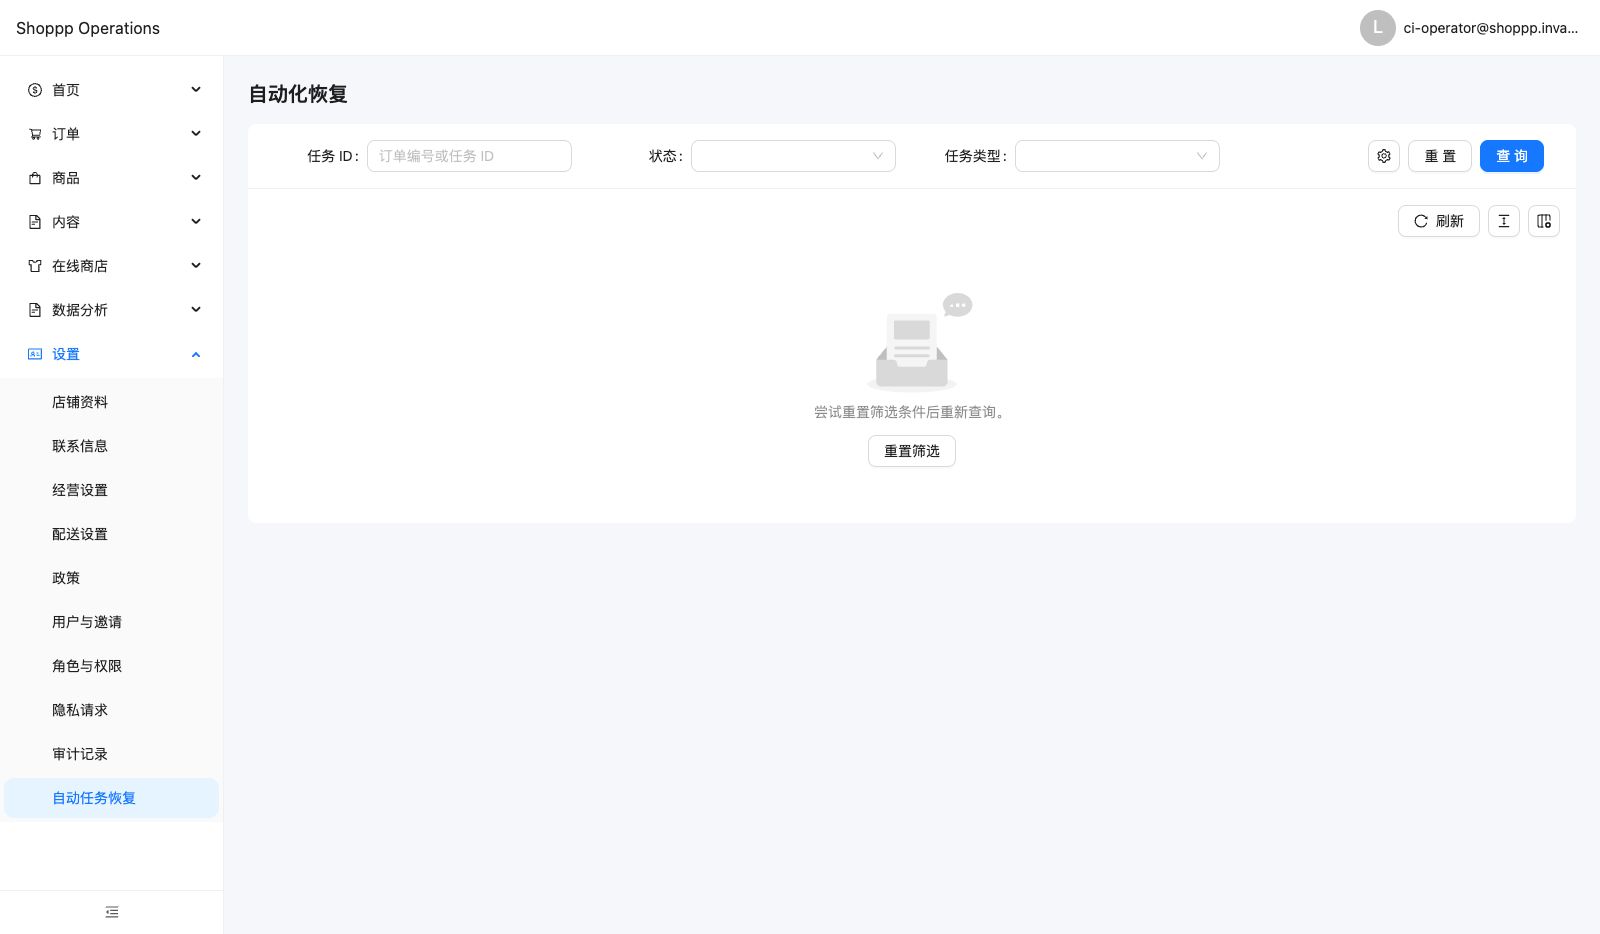 Shoppp Operations
L
ci-operator@shoppp.inva...
首页
订单
商品
内容
在线商店
数据分析
设置
店铺资料
联系信息
经营设置
配送设置
政策
用户与邀请
角色与权限
隐私请求
审计记录
自动任务恢复
自动化恢复
任务 ID: 订单编号或任务 ID 状态: 任务类型: 重 置 查 询
刷新
尝试重置筛选条件后重新查询。
重置筛选